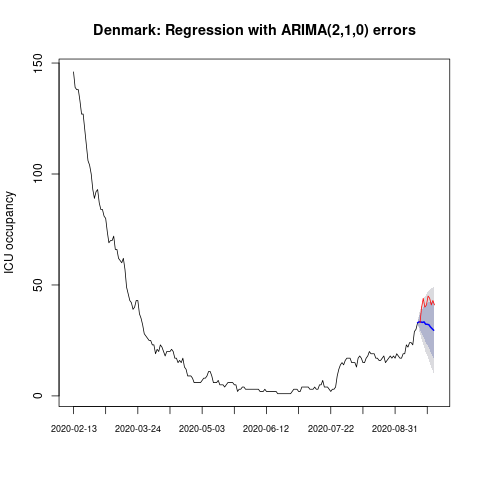 Denmark: Regression with ARIMA(2,1,0) errors
ICU occupancy
150
100
50
0
2020-02-13 2020-03-24 2020-05-03 2020-06-12 2020-07-22 2020-08-31